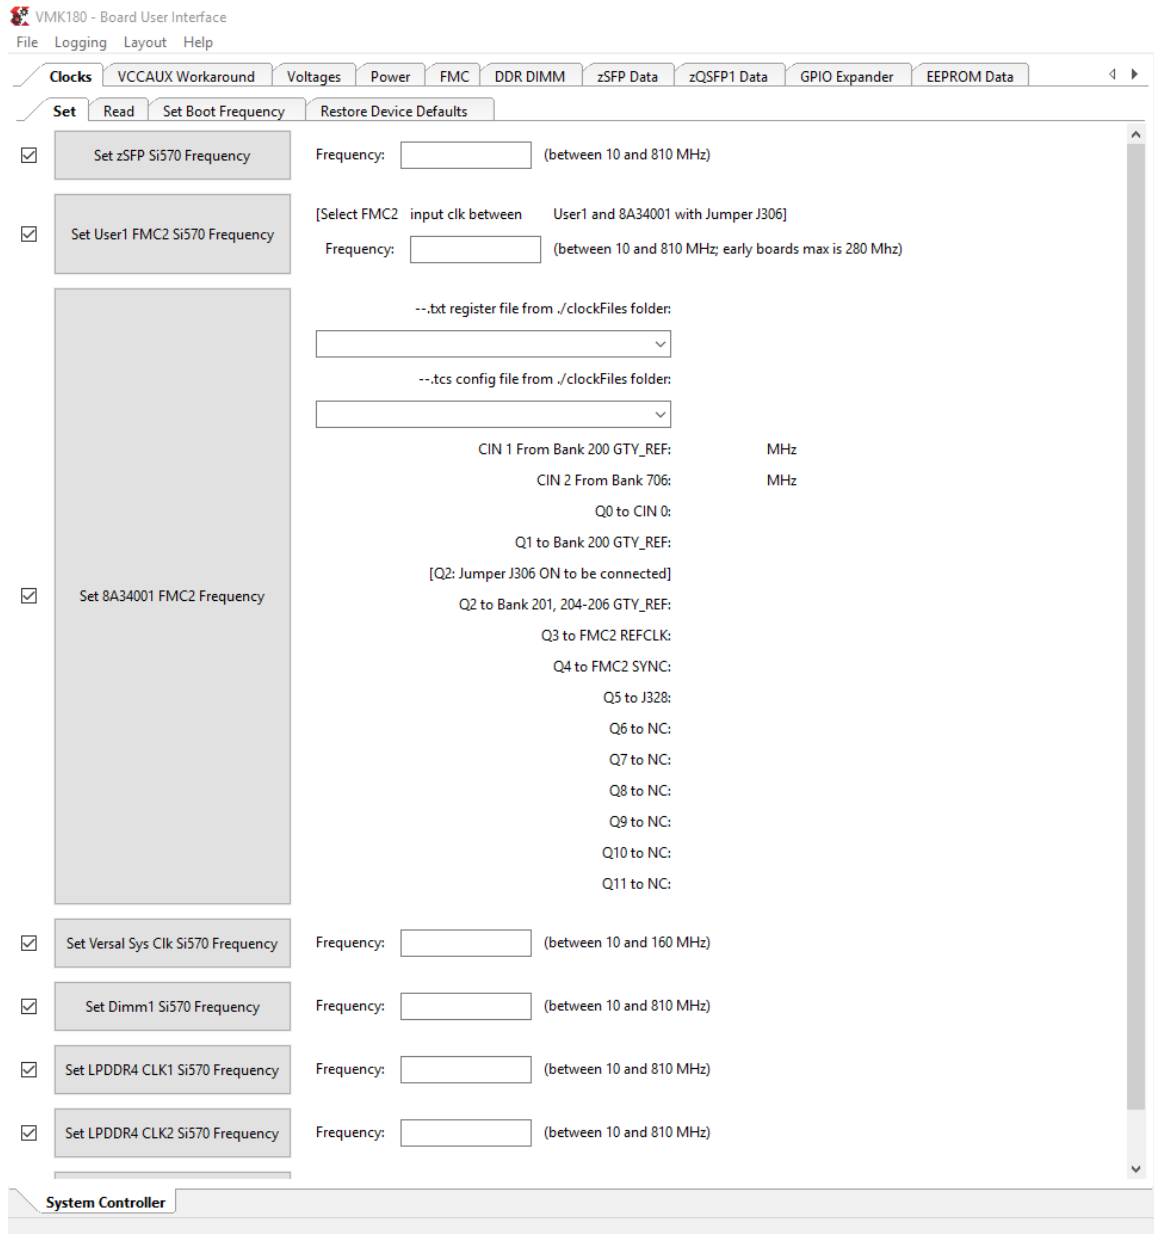 VMK180 - Board User Interface
File Logging Layout Help
Clocks VCCAUX Workaround Voltages Power FMC DDR DIMM zSFP Data zQSFP1 Data GPIO Expander EEPROM Data
Set Read Set Boot Frequency Restore Device Defaults
Set zSFP Si570 Frequency Frequency: (between 10 and 810 MHz)
[Select FMC2 input clk between User1 and 8A34001 with Jumper J306]
Set User1 FMC2 Si570 Frequency
Frequency: (between 10 and 810 MHz; early boards max is 280 Mhz)
--.txt register file from ./clockFiles folder:
--.tcs config file from ./clockFiles folder:
CIN 1 From Bank 200 GTY_REF: MHz
CIN 2 From Bank 706: MHz
Q0 to CIN 0:
Q1 to Bank 200 GTY_REF:
[Q2: Jumper J306 ON to be connected]
Set 8A34001 FMC2 Frequency
Q2 to Bank 201, 204-206 GTY_REF:
Q3 to FMC2 REFCLK:
Q4 to FMC2 SYNC:
Q5 to J328:
Q6 to NC:
Q7 to NC:
Q8 to NC:
Q9 to NC:
Q10 to NC:
Q11 to NC:
Set Versal Sys Clk Si570 Frequency Frequency: (between 10 and 160 MHz)
Set Dimm1 Si570 Frequency Frequency: (between 10 and 810 MHz)
Set LPDDR4 CLK1 Si570 Frequency Frequency: (between 10 and 810 MHz)
Set LPDDR4 CLK2 Si570 Frequency Frequency: (between 10 and 810 MHz)
System Controller